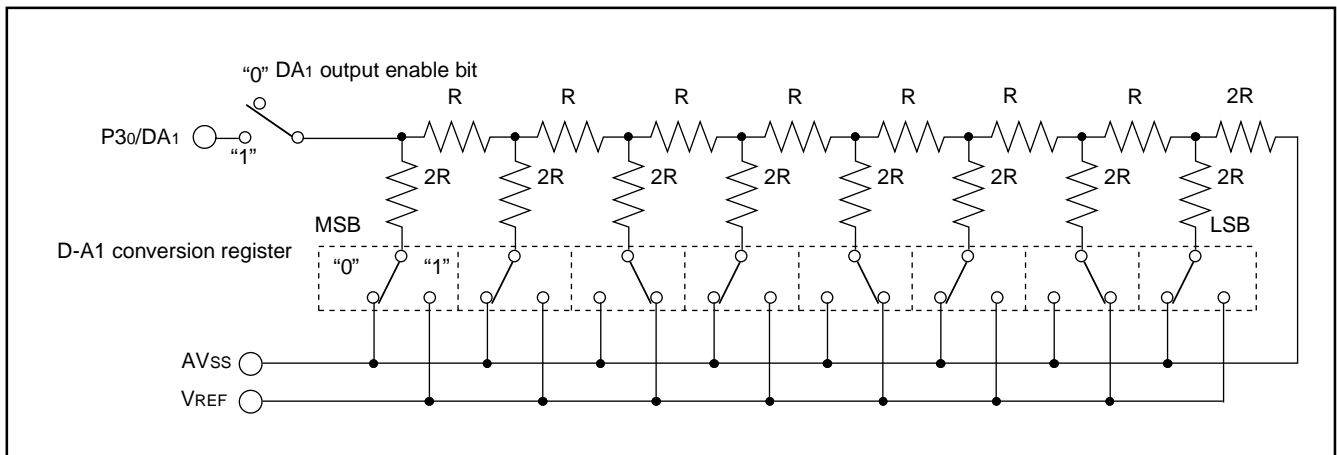 “0” DA1 output enable bit
R R R R R R R 2R
P30/DA1
“1”
2R 2R 2R 2R 2R 2R 2R 2R
MSB LSB
D-A1 conversion register
“0” “1”
AVSS
VREF